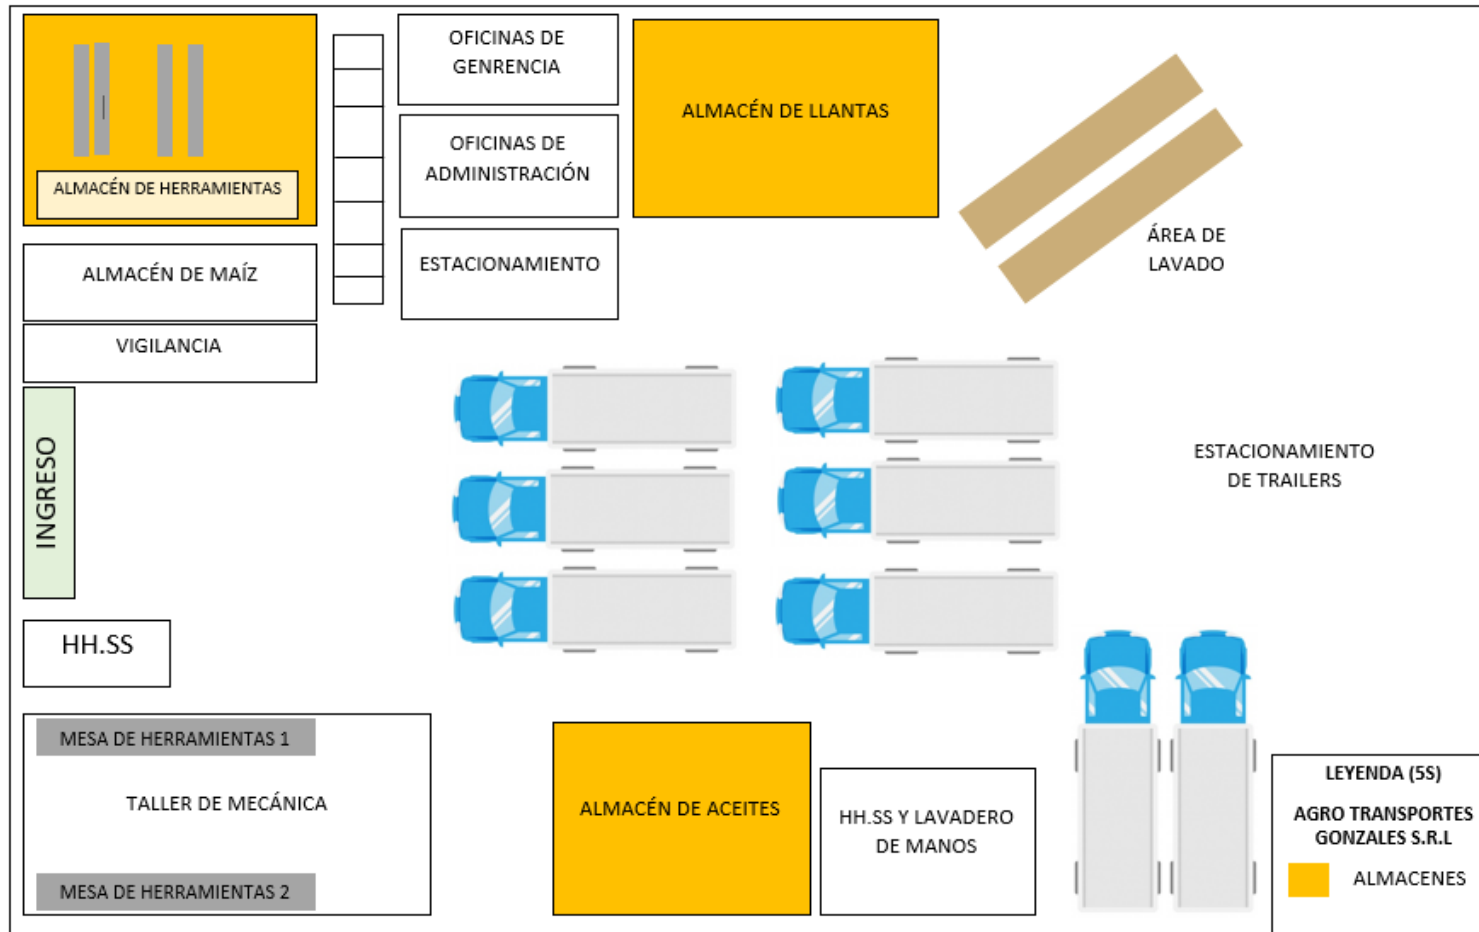 OFICINAS DE
GENRENCIA
ALMACÉN DE LLANTAS
OFICINAS DE
ADMINISTRACIÓN
ALMACÉN DE HERRAMIENTAS
ÁREA DE
LAVADO
ESTACIONAMIENTO
ALMACÉN DE MAÍZ
VIGILANCIA
INGRESO
ESTACIONAMIENTO
DE TRAILERS
HH.SS
MESA DE HERRAMIENTAS 1
TALLER DE MECÁNICA
MESA DE HERRAMIENTAS 2
ALMACÉN DE ACEITES
HH.SS Y LAVADERO
DE MANOS
LEYENDA (5S)
AGRO TRANSPORTES
GONZALES S.R.L
ALMACENES